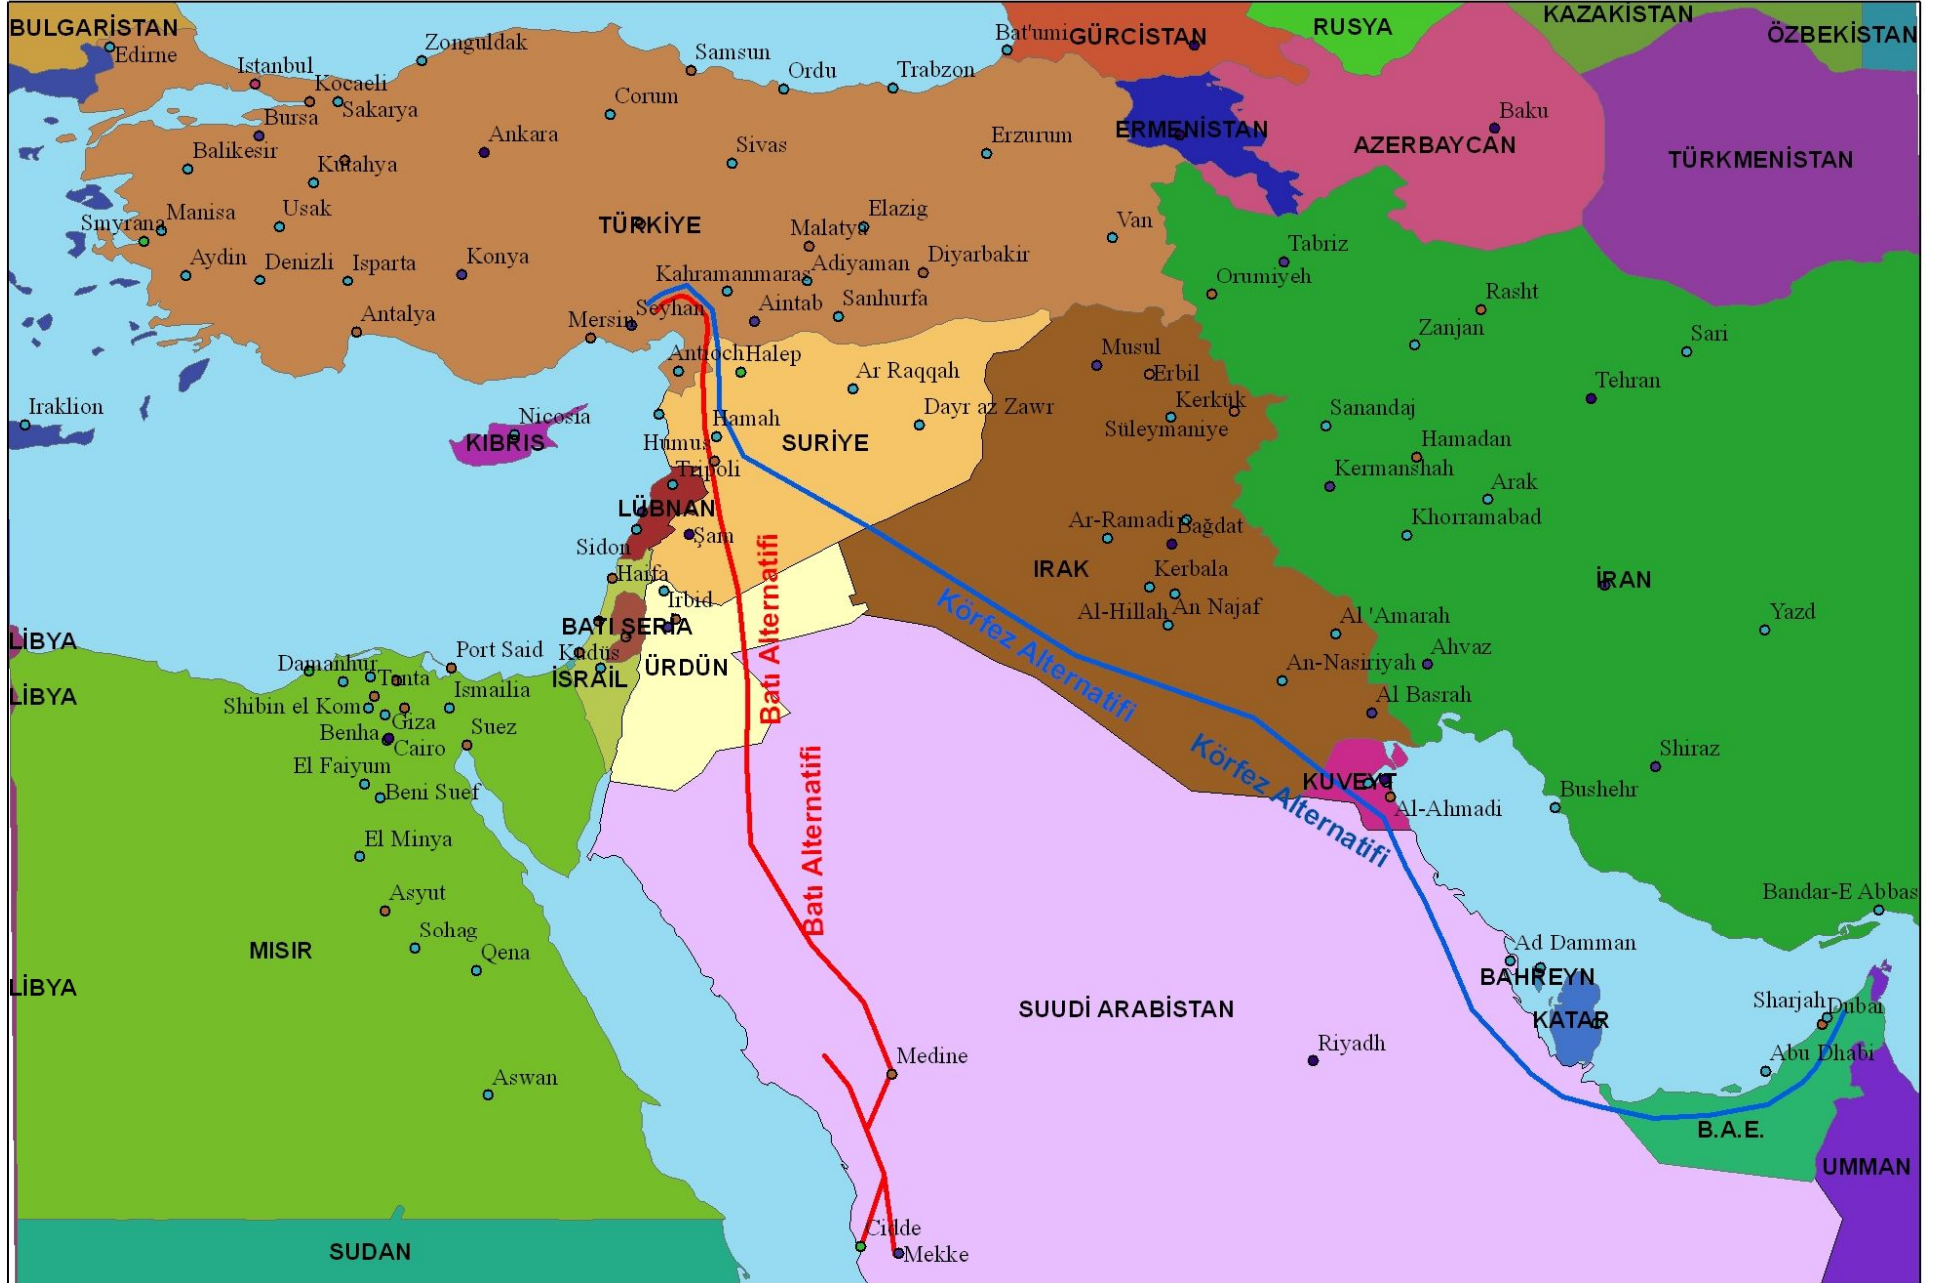 BULGARİSTAN
Edirne
Zonguldak
Samsun
Bat'umi
GÜRCİSTAN
RUSYA
KAZAKİSTAN
ÖZBEKİSTAN
Istanbul
Kocaeli
Sakarya
Ordu
Trabzon
Bursa
Corum
Ankara
Sivas
Erzurum
ERMENİSTAN
Baku
AZERBAYCAN
TÜRKMENİSTAN
Balikesir
Kutahya
Smyrana
Manisa
Usak
TÜRKİYE
Malatya
Elazig
Van
Tabriz
Aydin
Denizli
Isparta
Konya
Kahramanmaras
Adiyaman
Diyarbakir
Orumiyeh
Rasht
Antalya
Mersin
Seyhan
Aintab
Sanhurfa
Zanjan
Sari
Antioch
Halep
Ar Raqqah
Musul
Erbil
Tehran
Iraklion
Nicosia
KIBRIS
Hamah
Dayr az Zawr
Kerkük
Süleymaniye
Sanandaj
Humus
SURİYE
Hamadan
Tripoli
Kermanshah
Arak
LÜBNAN
Şam
Ar-Ramadi
Bağdat
Khorramabad
Sidon
Haifa
Irbid
IRAK
Kerbala
İRAN
Al-Hillah
An Najaf
Al 'Amarah
Yazd
BATI ŞERİA
Kudüs
İSRAİL
ÜRDÜN
Batı Alternatifi
Körfez Alternatifi
An-Nasiriyah
Ahvaz
Al Basrah
LİBYA
LİBYA
Damanhur
Tanta
Port Said
Ismailia
Shibin el Kom
Giza
Benha
Cairo
Suez
El Faiyum
Beni Suef
Batı Alternatifi
Körfez Alternatifi
KUVEYT
Al-Ahmadi
Shiraz
Bushehr
El Minya
Asyut
Sohag
Qena
MISIR
LİBYA
Bandar-E Abbas
Ad Damman
BAHREYN
KATAR
Sharjah
Dubai
Abu Dhabi
SUUDİ ARABİSTAN
Medine
Riyadh
Aswan
B.A.E.
UMMAN
SUDAN
Cidde
Mekke